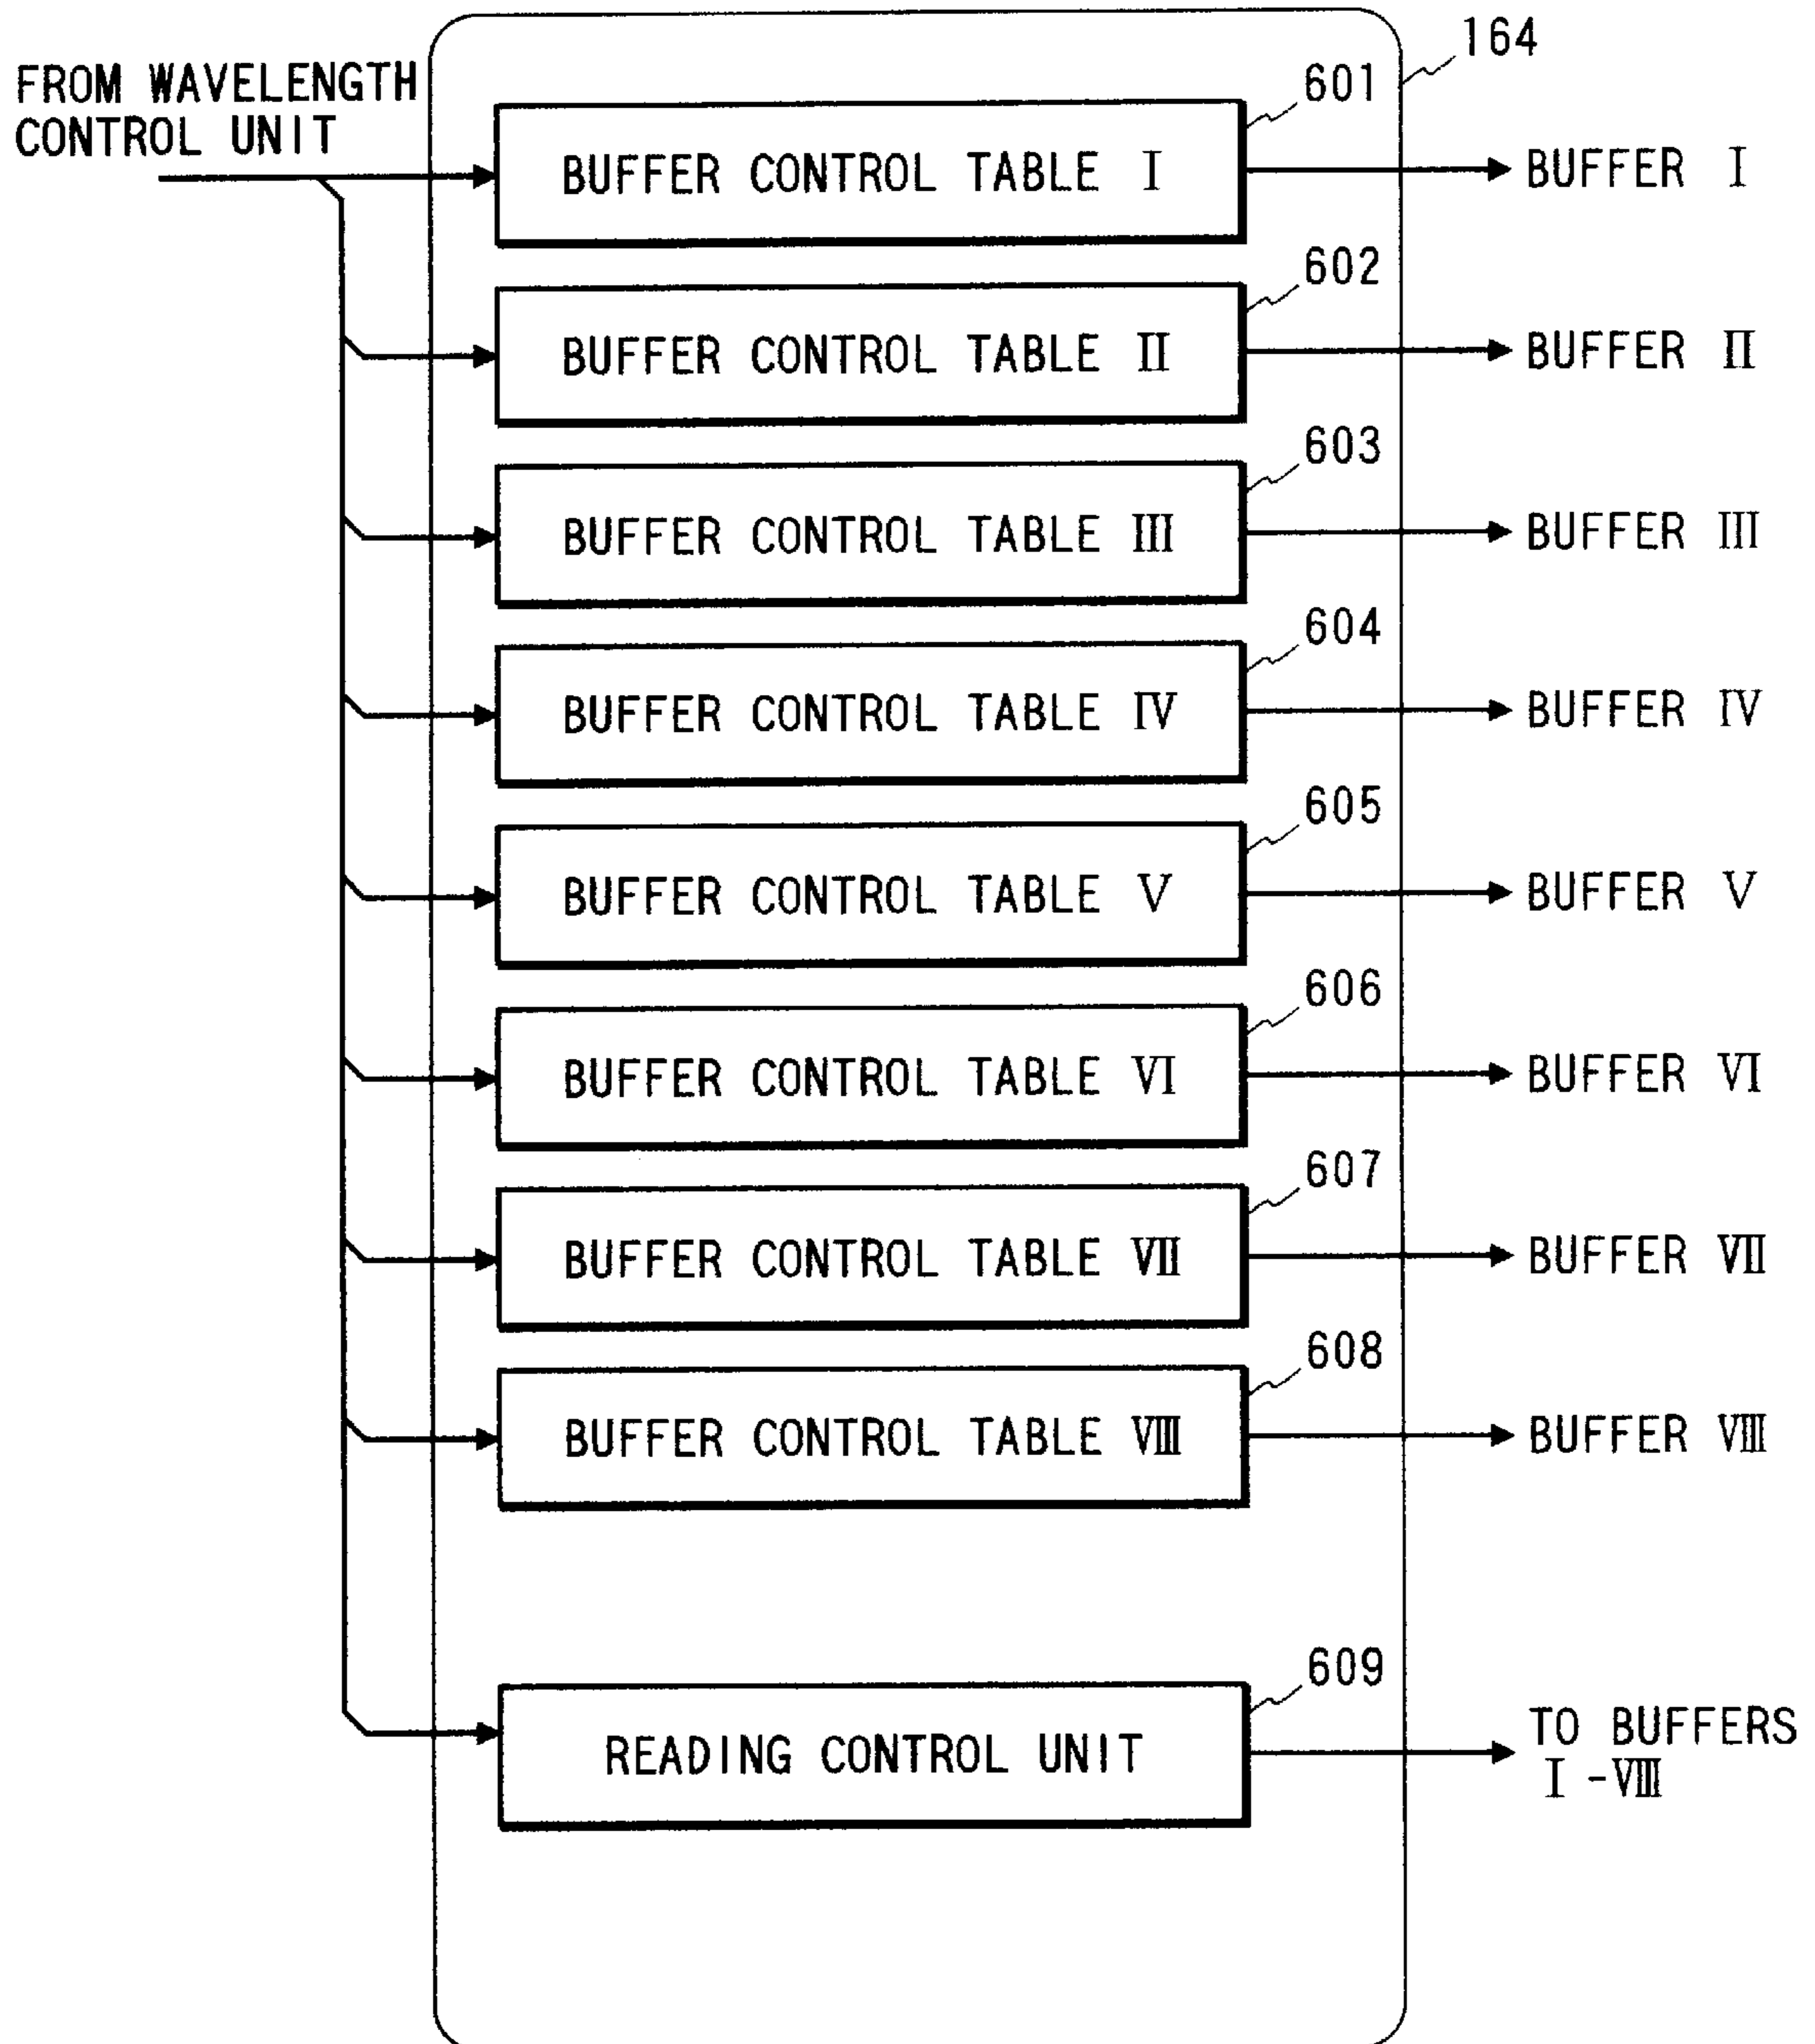 164
FROM WAVELENGTH
CONTROL UNIT
601
BUFFER CONTROL TABLE Ⅰ
BUFFER Ⅰ
602
BUFFER CONTROL TABLE Ⅱ
BUFFER Ⅱ
603
BUFFER CONTROL TABLE Ⅲ
BUFFER Ⅲ
604
BUFFER CONTROL TABLE Ⅳ
BUFFER Ⅳ
605
BUFFER CONTROL TABLE Ⅴ
BUFFER Ⅴ
606
BUFFER CONTROL TABLE Ⅵ
BUFFER Ⅵ
607
BUFFER CONTROL TABLE Ⅶ
BUFFER Ⅶ
608
BUFFER CONTROL TABLE Ⅷ
BUFFER Ⅷ
609
READING CONTROL UNIT
TO BUFFERS
Ⅰ-Ⅷ